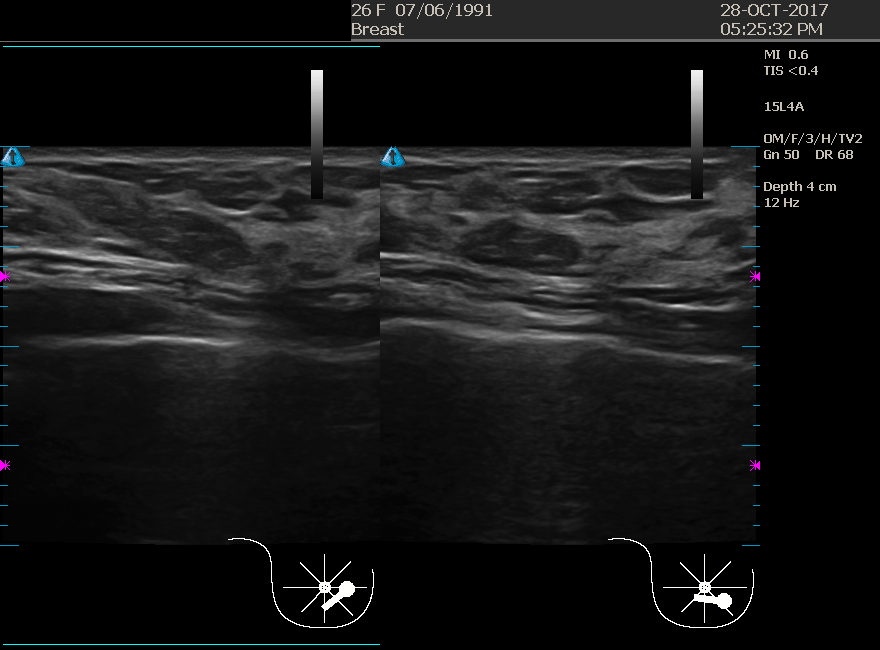 26 F 07/06/1991 28-OCT-2017
Breast 05:25:32 PM
MI 0.6
TIS <0.4
15L4A
OM/F/3/H/TV2
Gn 50 DR 68
Depth 4 cm
12 Hz